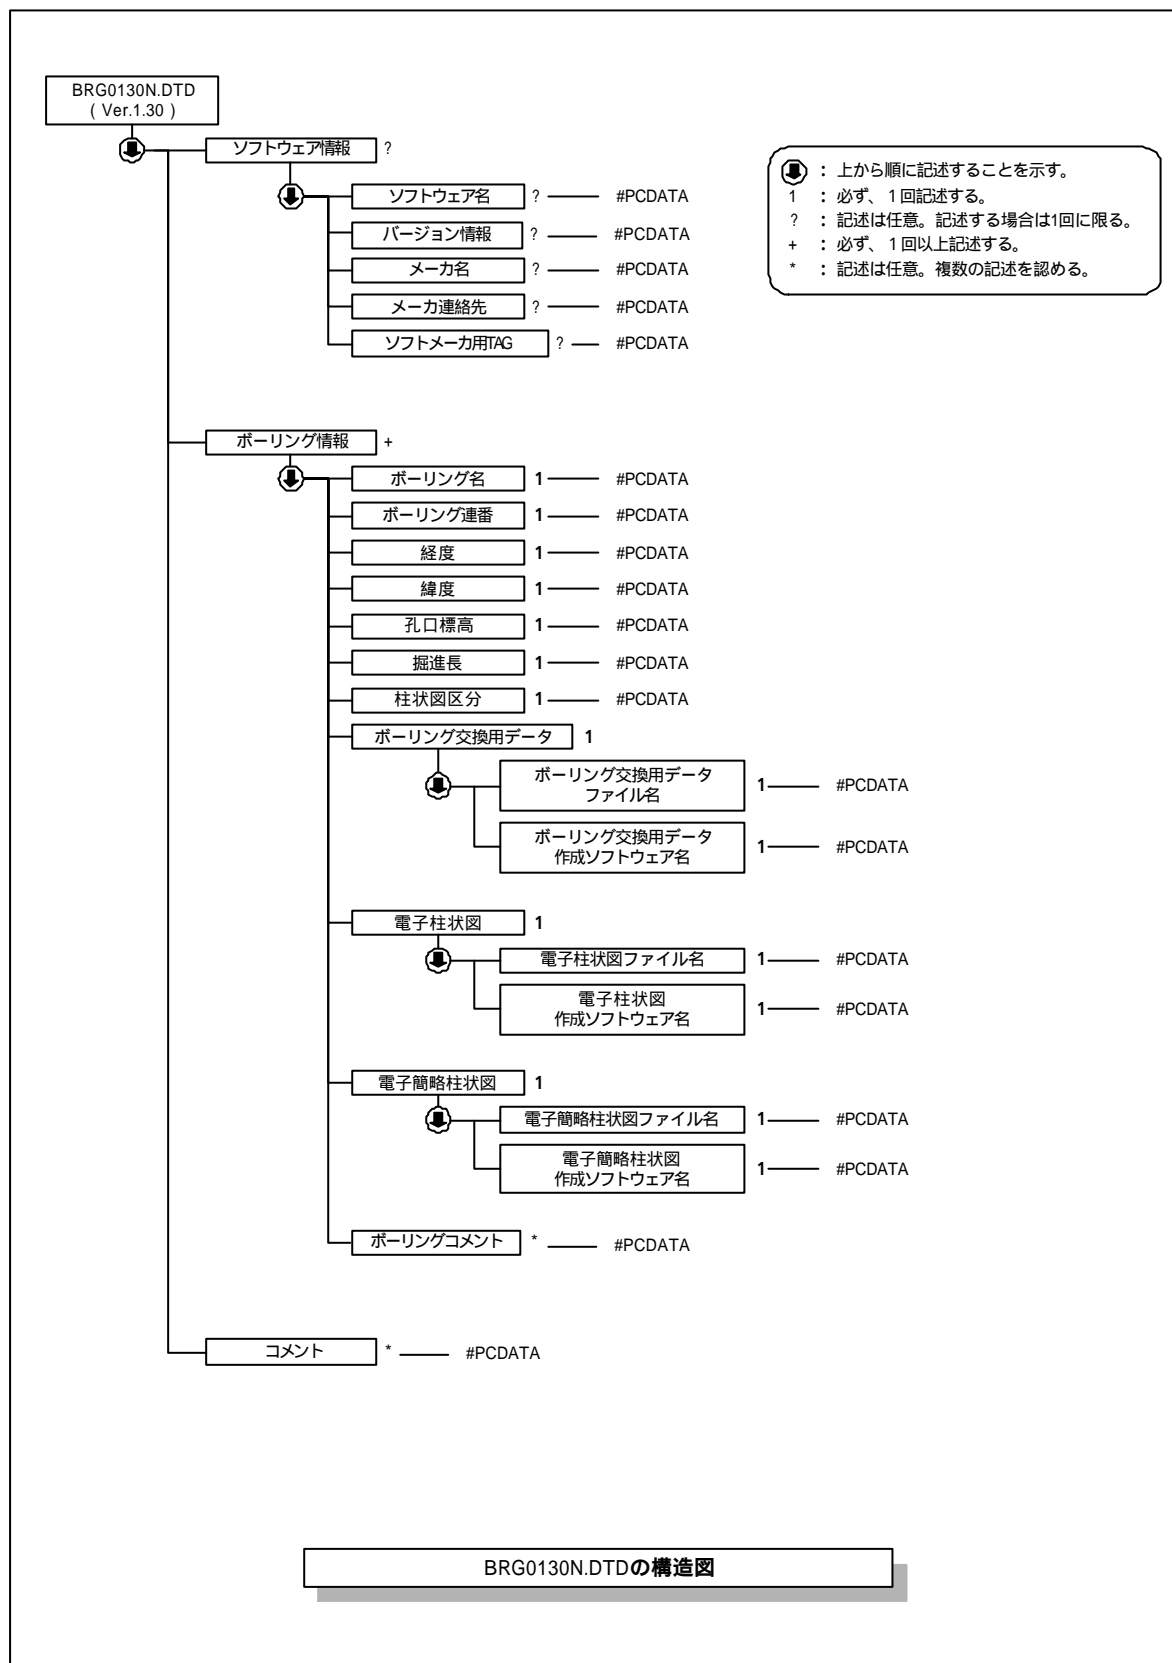 BRG0130N.DTD
( Ver.1.30 )
ソフトウェア情報 ?
ソフトウェア名 ? #PCDATA
バージョン情報 ? #PCDATA
メーカ名 ? #PCDATA
メーカ連絡先 ? #PCDATA
ソフトメーカ用TAG ? #PCDATA
： 上から順に記述することを示す。
1 ： 必ず、1回記述する。
? ： 記述は任意。記述する場合は1回に限る。
+ ： 必ず、1回以上記述する。
* ： 記述は任意。複数の記述を認める。
ボーリング情報 +
ボーリング名 1 #PCDATA
ボーリング連番 1 #PCDATA
経度 1 #PCDATA
緯度 1 #PCDATA
孔口標高 1 #PCDATA
掘進長 1 #PCDATA
柱状図区分 1 #PCDATA
ボーリング交換用データ 1
ボーリング交換用データ
ファイル名 1 #PCDATA
ボーリング交換用データ
作成ソフトウェア名 1 #PCDATA
電子柱状図 1
電子柱状図ファイル名 1 #PCDATA
電子柱状図
作成ソフトウェア名 1 #PCDATA
電子簡略柱状図 1
電子簡略柱状図ファイル名 1 #PCDATA
電子簡略柱状図
作成ソフトウェア名 1 #PCDATA
ボーリングコメント * #PCDATA
コメント * #PCDATA
BRG0130N.DTDの構造図